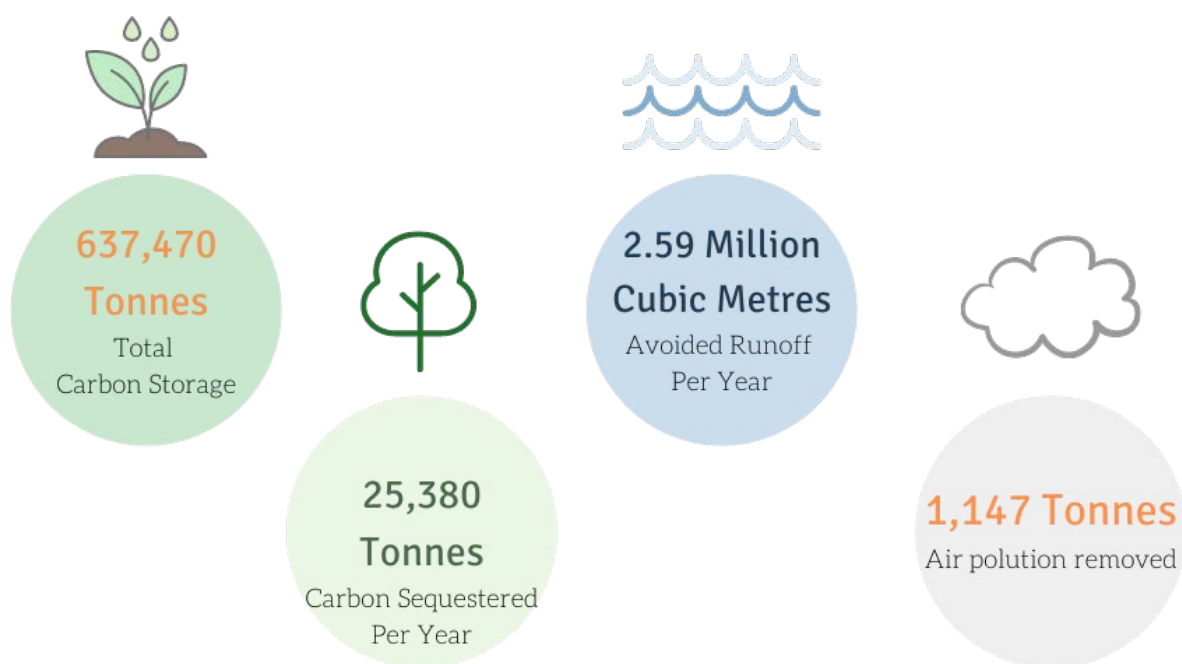 637,470
Tonnes
Total
Carbon Storage
25,380
Tonnes
Carbon Sequestered
Per Year
2.59 Million
Cubic Metres
Avoided Runoff
Per Year
1,147 Tonnes
Air polution removed